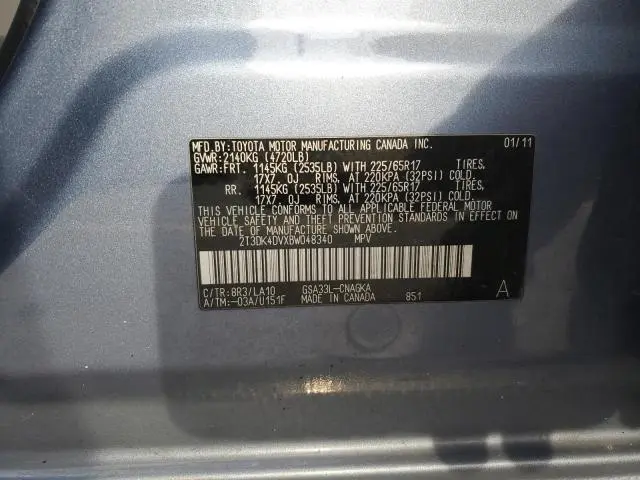 MFD.BY:TOYOTA MOTOR MANUFACTURING CANADA INC. 01/11
GVWR:2140KG (4720LB)
GAWR:FRT. 1145KG (2535LB) WITH 225/65R17 TIRES,
17X7. 0J RIMS, AT 220KPA (32PSI) COLD.
RR. 1145KG (2535LB) WITH 225/65R17 TIRES,
17X7. 0J RIMS, AT 220KPA (32PSI) COLD.
THIS VEHICLE CONFORMS TO ALL APPLICABLE FEDERAL MOTOR
VEHICLE SAFETY AND THEFT PREVENTION STANDARDS IN EFFECT ON
THE DATE OF MANUFACTURE SHOWN ABOVE.
2T3DK4DVXBW048340 MPV
C/TR:8R3/LA10 GSA33L-CNAGKA
A/TM:-03A/U151F MADE IN CANADA 851 A